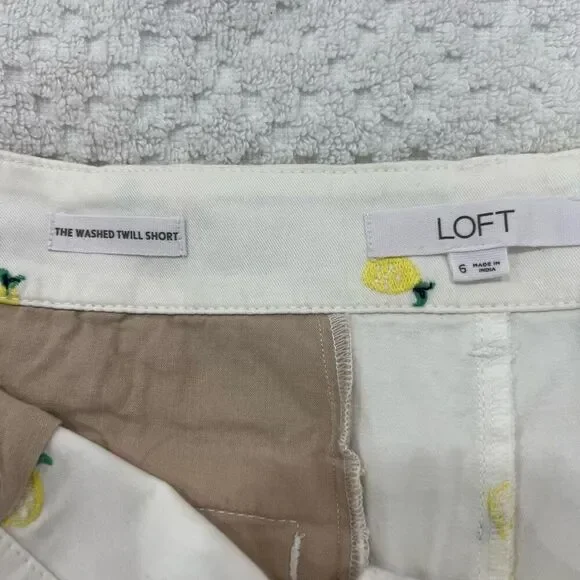 THE WASHED TWILL SHORT
LOFT
6
MADE IN
INDIA